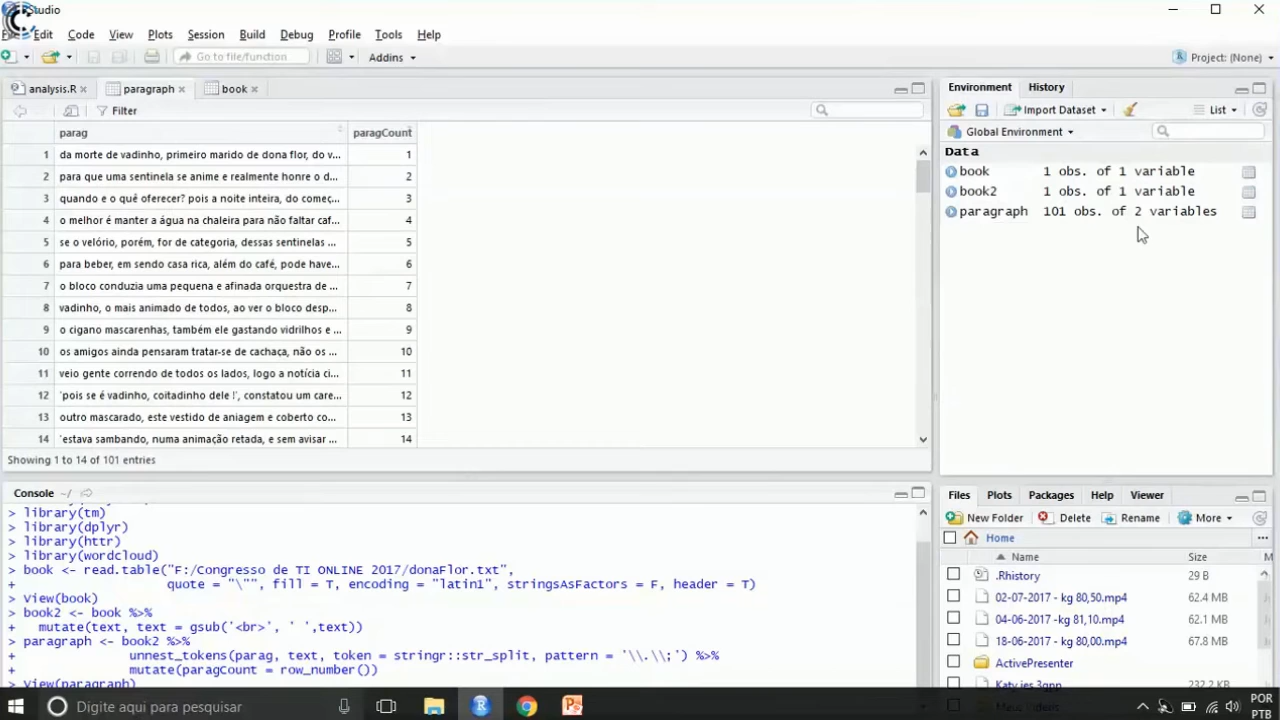 Studio
Edit Code View Plots Session Build Debug Profile Tools Help
Go to file/function Addins Project: (None)
analysis.R × paragraph × book ×
Filter
parag paragCount
1 da morte de vadinho, primeiro marido de dona flor, do v... 1
2 para que uma sentinela se anime e realmente honre o d... 2
3 quando e o quê oferecer? pois a noite inteira, do começ... 3
4 o melhor é manter a água na chaleira para não faltar caf... 4
5 se o velório, porém, for de categoria, dessas sentinelas ... 5
6 para beber, em sendo casa rica, além do café, pode have... 6
7 o bloco conduzia uma pequena e afinada orquestra de ... 7
8 vadinho, o mais animado de todos, ao ver o bloco desp... 8
9 o cigano mascarenhas, também ele gastando vidrilhos e ... 9
10 os amigos ainda pensaram tratar-se de cachaça, não os ... 10
11 veio gente correndo de todos os lados, logo a notícia ci... 11
12 'pois se é vadinho, coitadinho dele !', constatou um care... 12
13 outro mascarado, este vestido de aniagem e coberto co... 13
14 'estava sambando, numa animação retada, e sem avisar ... 14
Showing 1 to 14 of 101 entries
Console ~/
> library(tm)
> library(dplyr)
> library(httr)
> library(wordcloud)
> book <- read.table("F:/Congresso de TI ONLINE 2017/donaFlor.txt",
+ quote = "\"", fill = T, encoding = "latin1", stringsAsFactors = F, header = T)
> View(book)
> book2 <- book %>%
+ mutate(text, text = gsub('<br>', ' ',text))
> paragraph <- book2 %>%
+ unnest_tokens(parag, text, token = stringr::str_split, pattern = '\\.\\;') %>%
+ mutate(paragCount = row_number())
> View(paragraph)
Environment History
Import Dataset List
Global Environment
Data
book 1 obs. of 1 variable
book2 1 obs. of 1 variable
paragraph 101 obs. of 2 variables
Files Plots Packages Help Viewer
New Folder Delete Rename More
Home ...
Name Size
.Rhistory 29 B
02-07-2017 - kg 80,50.mp4 62.4 MB
04-06-2017 - kg 81,10.mp4 62.1 MB
18-06-2017 - kg 80,00.mp4 67.8 MB
ActivePresenter
Katy ies 3gpp 232.2 KB
Digite aqui para pesquisar
POR
PTB